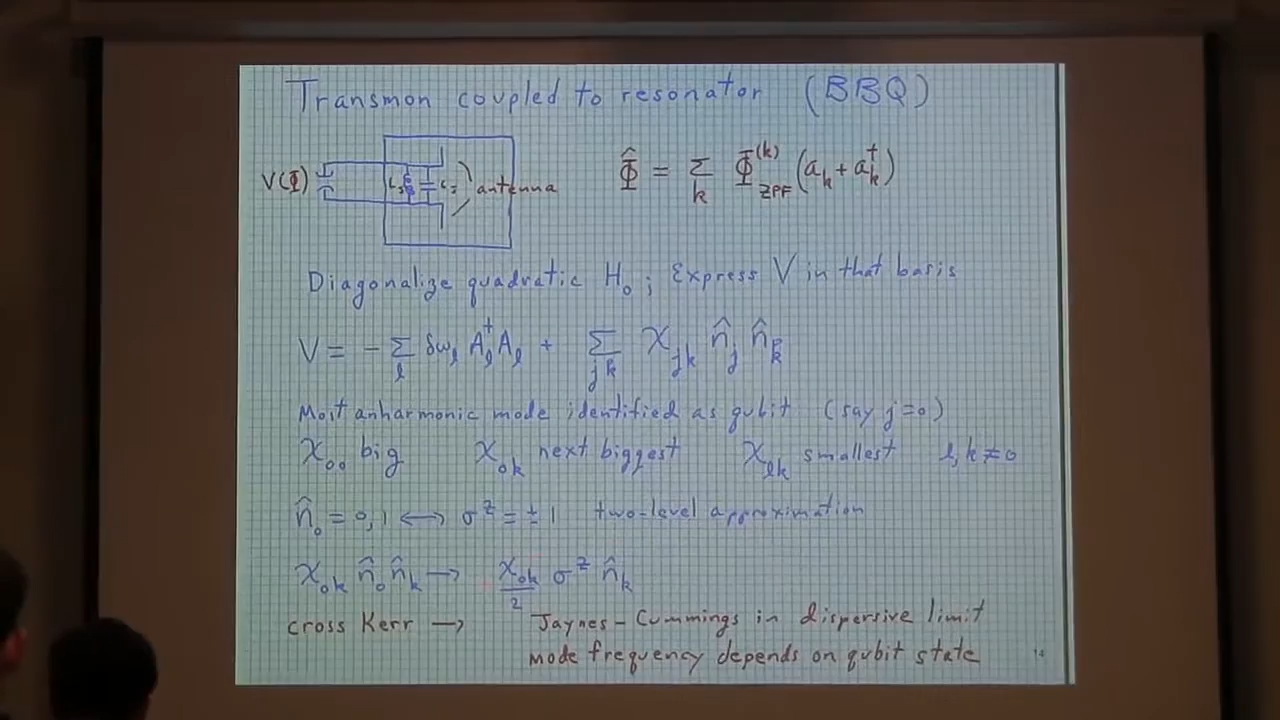 Transmon coupled to resonator (BBQ)
V(Φ) L_J C_J antenna
Φ̂ = Σ_k Φ_ZPF^(k) (a_k + a_k^†)
Diagonalize quadratic H_0 ; Express V in that basis
V = - Σ_l δω_l A_l^† A_l + Σ_jk χ_jk n̂_j n̂_k
Most anharmonic mode identified as qubit (say j=0)
χ_00 big χ_0k next biggest χ_lk smallest l, k ≠ 0
n̂_0 = 0,1 ⟷ σ^z = ± 1 two-level approximation
χ_0k n̂_0 n̂_k → χ_0k/2 σ^z n̂_k
cross Kerr → Jaynes-Cummings in dispersive limit
mode frequency depends on qubit state
14